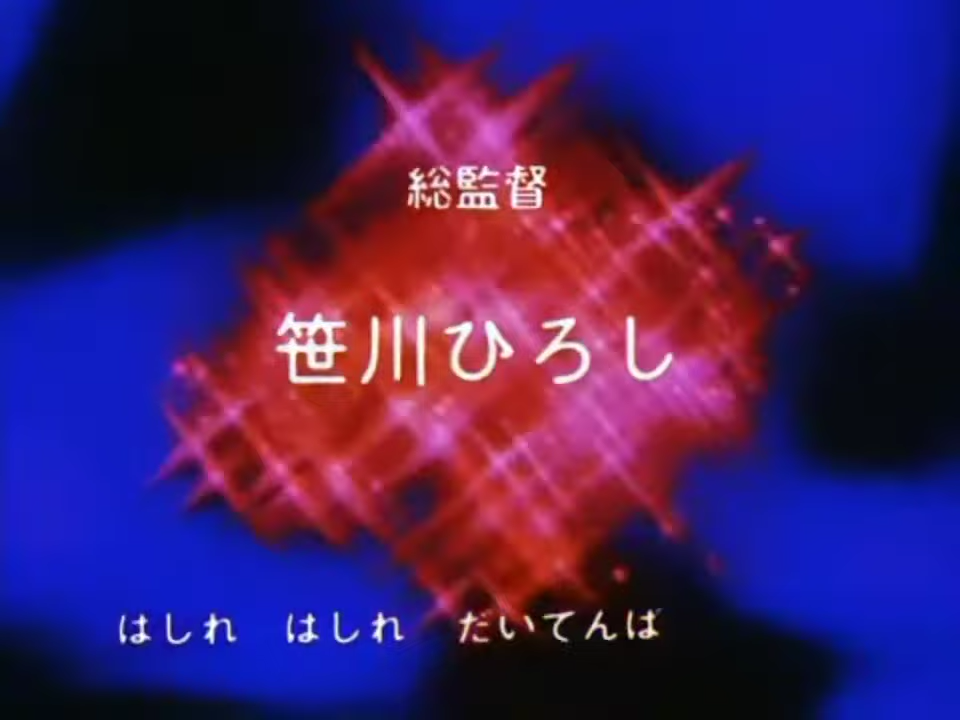 総監督
笹川ひろし
はしれ　はしれ　だいてんば